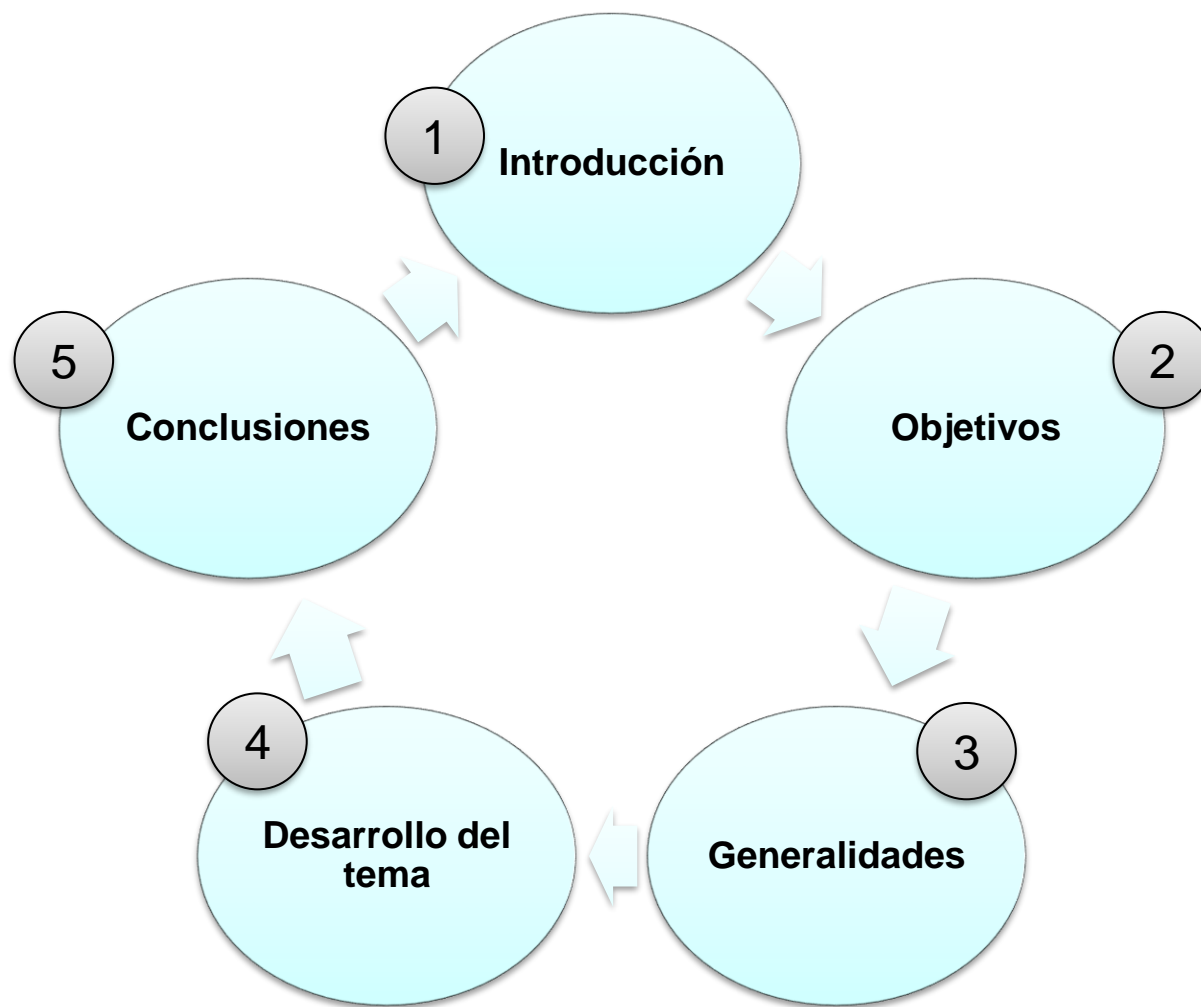 1
Introducción
2
Objetivos
3
Generalidades
4
Desarrollo del
tema
5
Conclusiones